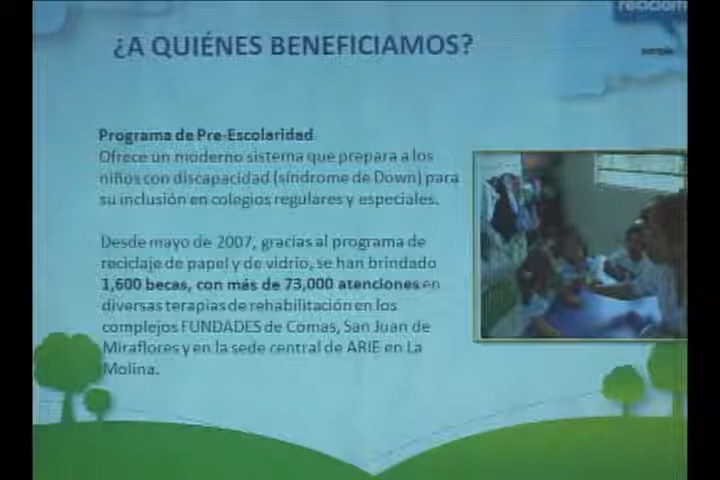 ¿A QUIÉNES BENEFICIAMOS?
Programa de Pre-Escolaridad
Ofrece un moderno sistema que prepara a los
niños con discapacidad (síndrome de Down) para
su inclusión en colegios regulares y especiales.
Desde mayo de 2007, gracias al programa de
reciclaje de papel y de vidrio, se han brindado
1,600 becas, con más de 73,000 atenciones en
diversas terapias de rehabilitación en los
complejos FUNDADES de Comas, San Juan de
Miraflores y en la sede central de ARIE en La
Molina.